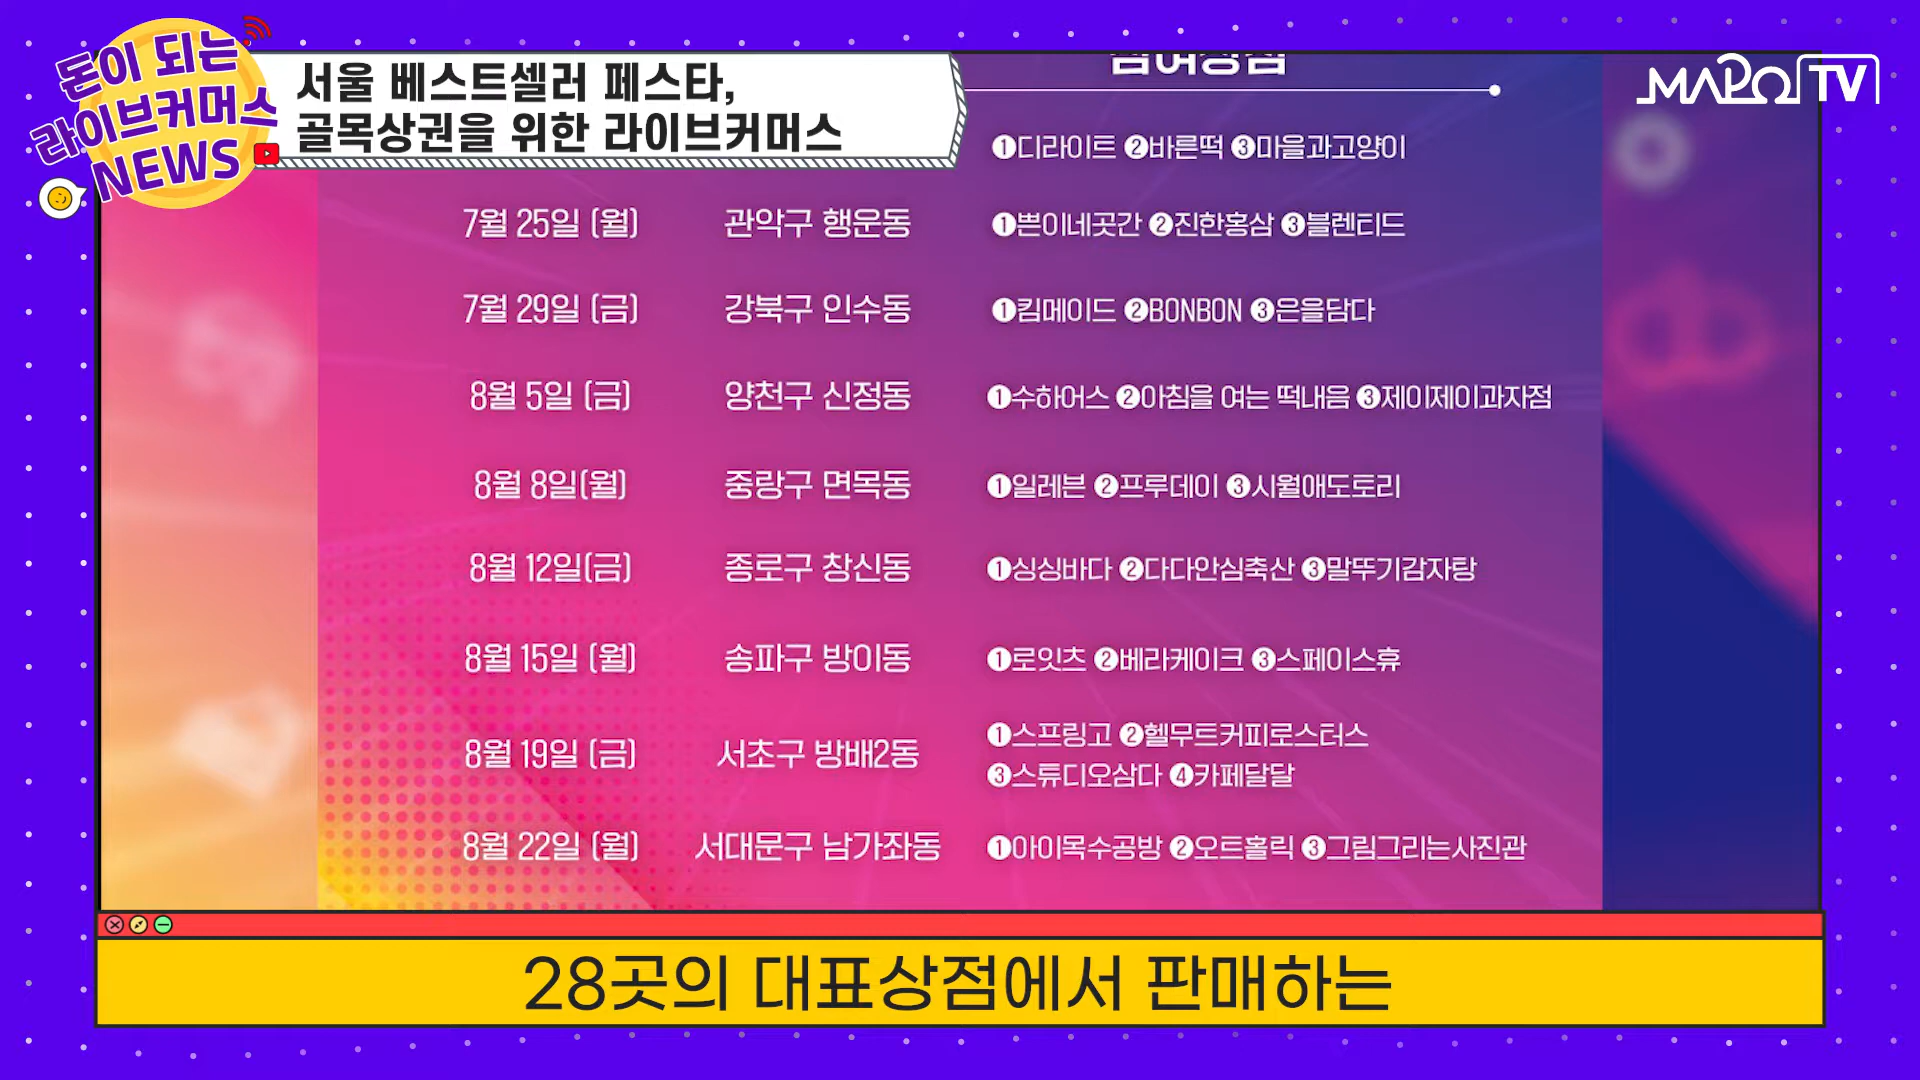 돈이 되는
라이브커머스
NEWS
서울 베스트셀러 페스타,
골목상권을 위한 라이브커머스
MAPO TV
참여상점
❶디라이트 ❷바른떡 ❸마을과고양이
7월 25일 (월) 관악구 행운동 ❶쁜이네곳간 ❷진한홍삼 ❸블렌티드
7월 29일 (금) 강북구 인수동 ❶킴메이드 ❷BONBON ❸은을담다
8월 5일 (금) 양천구 신정동 ❶수하어스 ❷아침을 여는 떡내음 ❸제이제이과자점
8월 8일(월) 중랑구 면목동 ❶일레븐 ❷프루데이 ❸시월애도토리
8월 12일(금) 종로구 창신동 ❶싱싱바다 ❷다다안심축산 ❸말뚜기감자탕
8월 15일 (월) 송파구 방이동 ❶로잇츠 ❷베라케이크 ❸스페이스휴
8월 19일 (금) 서초구 방배2동 ❶스프링고 ❷헬무트커피로스터스
❸스튜디오삼다 ❹카페달달
8월 22일 (월) 서대문구 남가좌동 ❶아이목수공방 ❷오트홀릭 ❸그림그리는사진관
28곳의 대표상점에서 판매하는